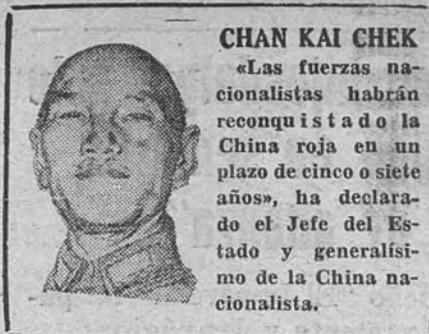 CHAN KAI CHEK
«Las fuerzas na-
cionalistas habrán
reconquistado la
China roja en un
plazo de cinco o siete
años», ha declara-
do el Jefe del Es-
tado y generalísi-
mo de la China na-
cionalista.